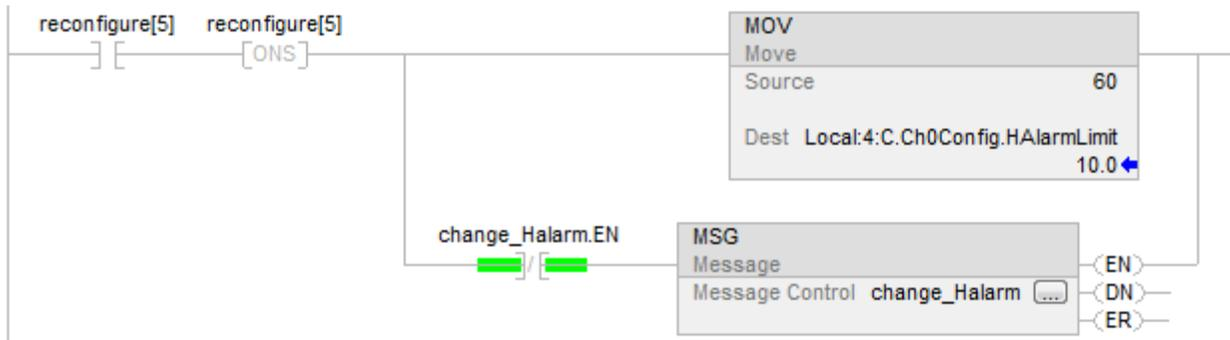 reconfigure[5] reconfigure[5]
ONS
MOV
Move
Source 60
Dest Local:4:C.Ch0Config.HAlarmLimit
10.0
change_Halarm.EN
MSG
Message
Message Control change_Halarm ...
EN
DN
ER